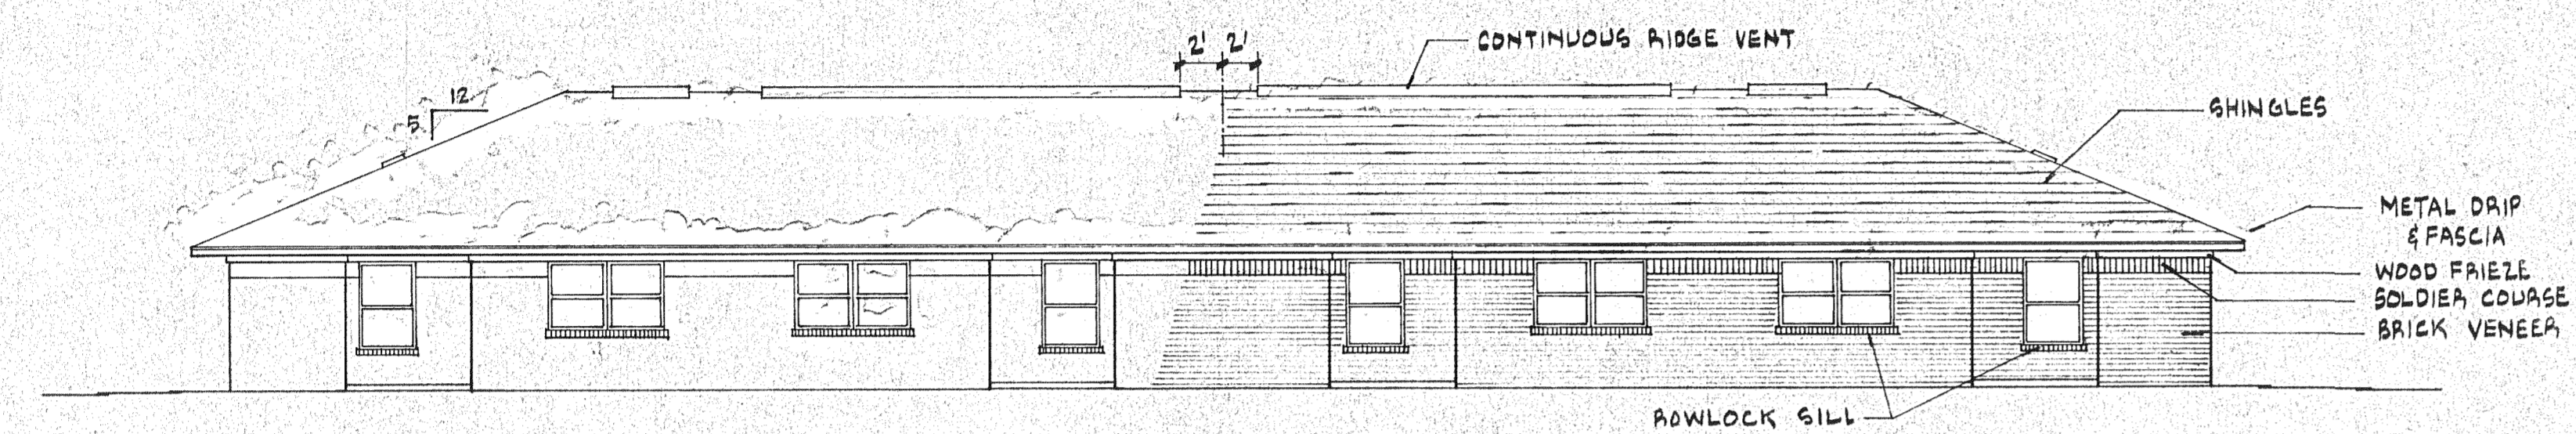 2' 2'
CONTINUOUS RIDGE VENT
12
5
SHINGLES
METAL DRIP
& FASCIA
WOOD FRIEZE
SOLDIER COURSE
BRICK VENEER
ROWLOCK SILL